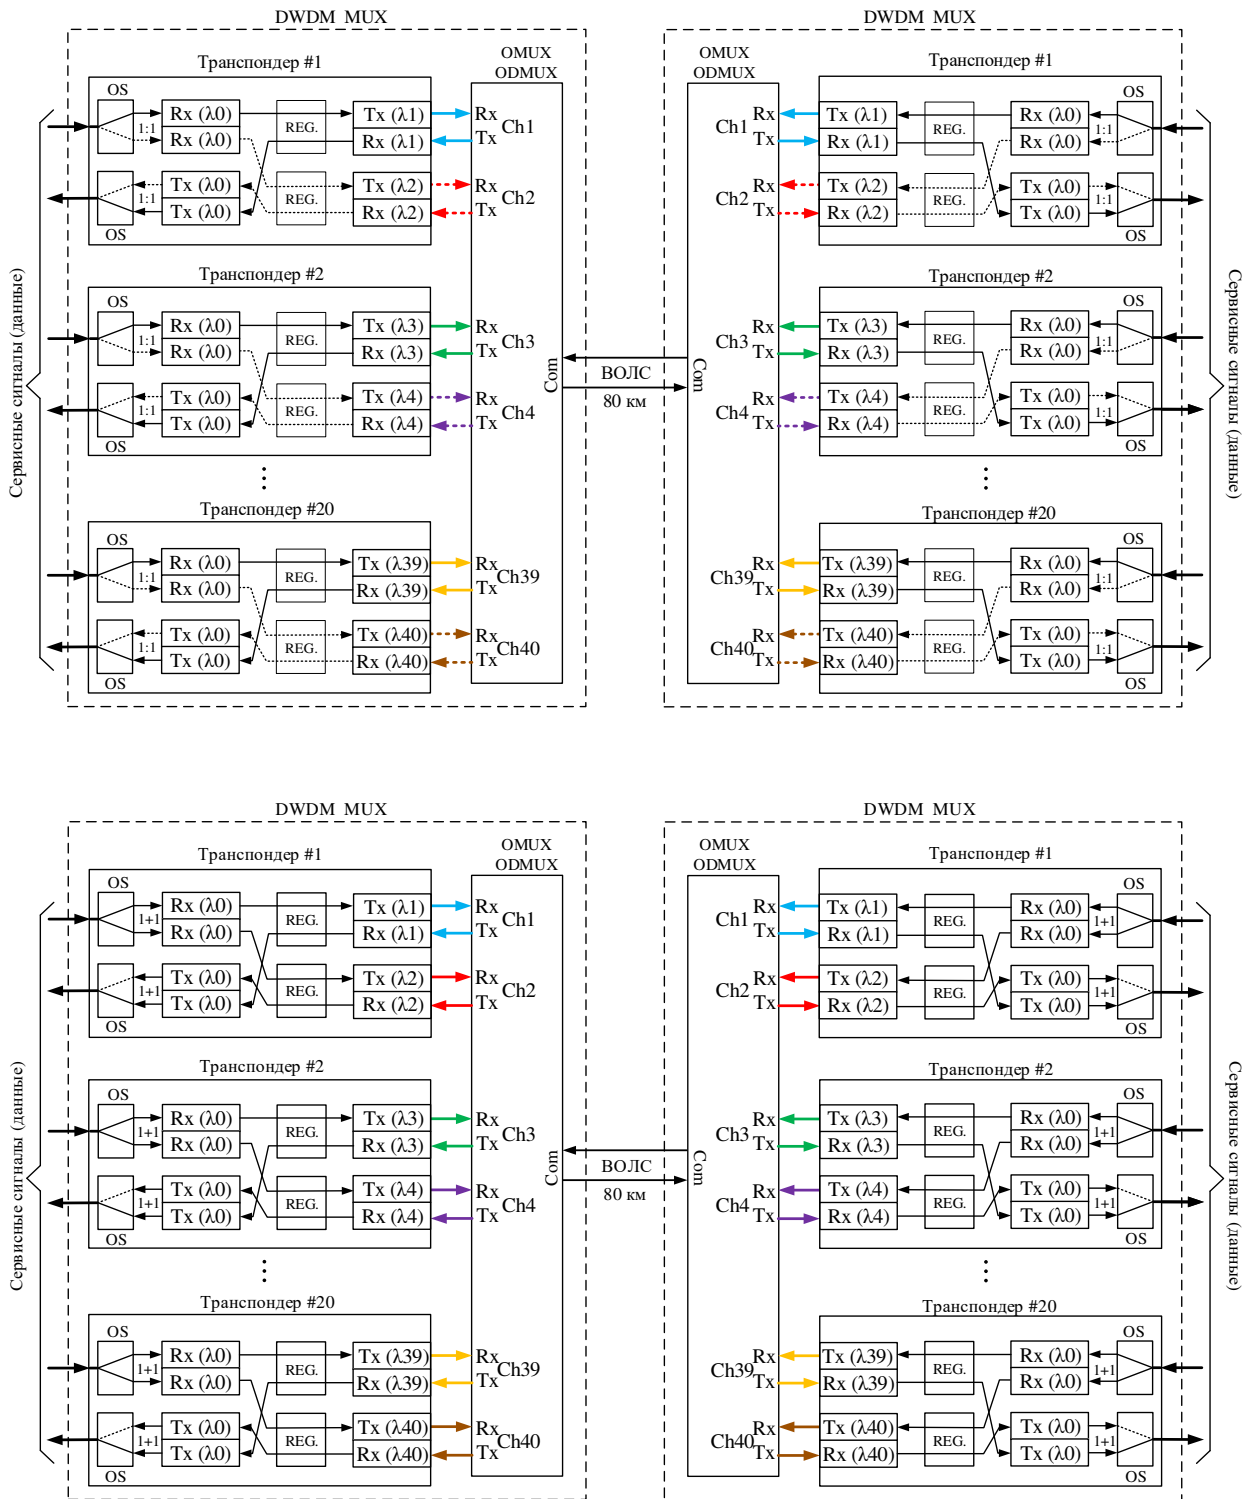 DWDM MUX
OMUX
ODMUX
Транспондер #1
OS
1:1
Rx (λ0)
Rx (λ0)
REG.
Tx (λ1)
Rx (λ1)
Rx
Tx
Ch1
1:1
Tx (λ0)
Tx (λ0)
REG.
Tx (λ2)
Rx (λ2)
Rx
Tx
Ch2
OS
Транспондер #2
OS
1:1
Rx (λ0)
Rx (λ0)
REG.
Tx (λ3)
Rx (λ3)
Rx
Tx
Ch3
1:1
Tx (λ0)
Tx (λ0)
REG.
Tx (λ4)
Rx (λ4)
Rx
Tx
Ch4
OS
Транспондер #20
OS
1:1
Rx (λ0)
Rx (λ0)
REG.
Tx (λ39)
Rx (λ39)
Rx
Tx
Ch39
1:1
Tx (λ0)
Tx (λ0)
REG.
Tx (λ40)
Rx (λ40)
Rx
Tx
Ch40
OS
Сервисные сигналы (данные)
Com
ВОЛС
80 км
DWDM MUX
OMUX
ODMUX
Com
Транспондер #1
Ch1
Rx
Tx
Tx (λ1)
Rx (λ1)
REG.
Rx (λ0)
Rx (λ0)
1:1
OS
Ch2
Rx
Tx
Tx (λ2)
Rx (λ2)
REG.
Tx (λ0)
Tx (λ0)
1:1
OS
Транспондер #2
Ch3
Rx
Tx
Tx (λ3)
Rx (λ3)
REG.
Rx (λ0)
Rx (λ0)
1:1
OS
Ch4
Rx
Tx
Tx (λ4)
Rx (λ4)
REG.
Tx (λ0)
Tx (λ0)
1:1
OS
Транспондер #20
Ch39
Rx
Tx
Tx (λ39)
Rx (λ39)
REG.
Rx (λ0)
Rx (λ0)
1:1
OS
Ch40
Rx
Tx
Tx (λ40)
Rx (λ40)
REG.
Tx (λ0)
Tx (λ0)
1:1
OS
Сервисные сигналы (данные)
DWDM MUX
OMUX
ODMUX
Транспондер #1
OS
1+1
Rx (λ0)
Rx (λ0)
REG.
Tx (λ1)
Rx (λ1)
Rx
Tx
Ch1
1+1
Tx (λ0)
Tx (λ0)
REG.
Tx (λ2)
Rx (λ2)
Rx
Tx
Ch2
OS
Транспондер #2
OS
1+1
Rx (λ0)
Rx (λ0)
REG.
Tx (λ3)
Rx (λ3)
Rx
Tx
Ch3
1+1
Tx (λ0)
Tx (λ0)
REG.
Tx (λ4)
Rx (λ4)
Rx
Tx
Ch4
OS
Транспондер #20
OS
1+1
Rx (λ0)
Rx (λ0)
REG.
Tx (λ39)
Rx (λ39)
Rx
Tx
Ch39
1+1
Tx (λ0)
Tx (λ0)
REG.
Tx (λ40)
Rx (λ40)
Rx
Tx
Ch40
OS
Сервисные сигналы (данные)
Com
ВОЛС
80 км
DWDM MUX
OMUX
ODMUX
Com
Транспондер #1
Ch1
Rx
Tx
Tx (λ1)
Rx (λ1)
REG.
Rx (λ0)
Rx (λ0)
1+1
OS
Ch2
Rx
Tx
Tx (λ2)
Rx (λ2)
REG.
Tx (λ0)
Tx (λ0)
1+1
OS
Транспондер #2
Ch3
Rx
Tx
Tx (λ3)
Rx (λ3)
REG.
Rx (λ0)
Rx (λ0)
1+1
OS
Ch4
Rx
Tx
Tx (λ4)
Rx (λ4)
REG.
Tx (λ0)
Tx (λ0)
1+1
OS
Транспондер #20
Ch39
Rx
Tx
Tx (λ39)
Rx (λ39)
REG.
Rx (λ0)
Rx (λ0)
1+1
OS
Ch40
Rx
Tx
Tx (λ40)
Rx (λ40)
REG.
Tx (λ0)
Tx (λ0)
1+1
OS
Сервисные сигналы (данные)